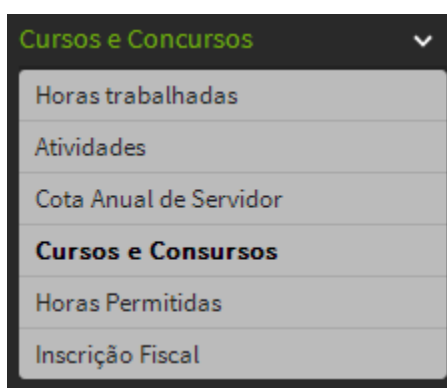 Cursos e Concursos
Horas trabalhadas
Atividades
Cota Anual de Servidor
Cursos e Consursos
Horas Permitidas
Inscrição Fiscal